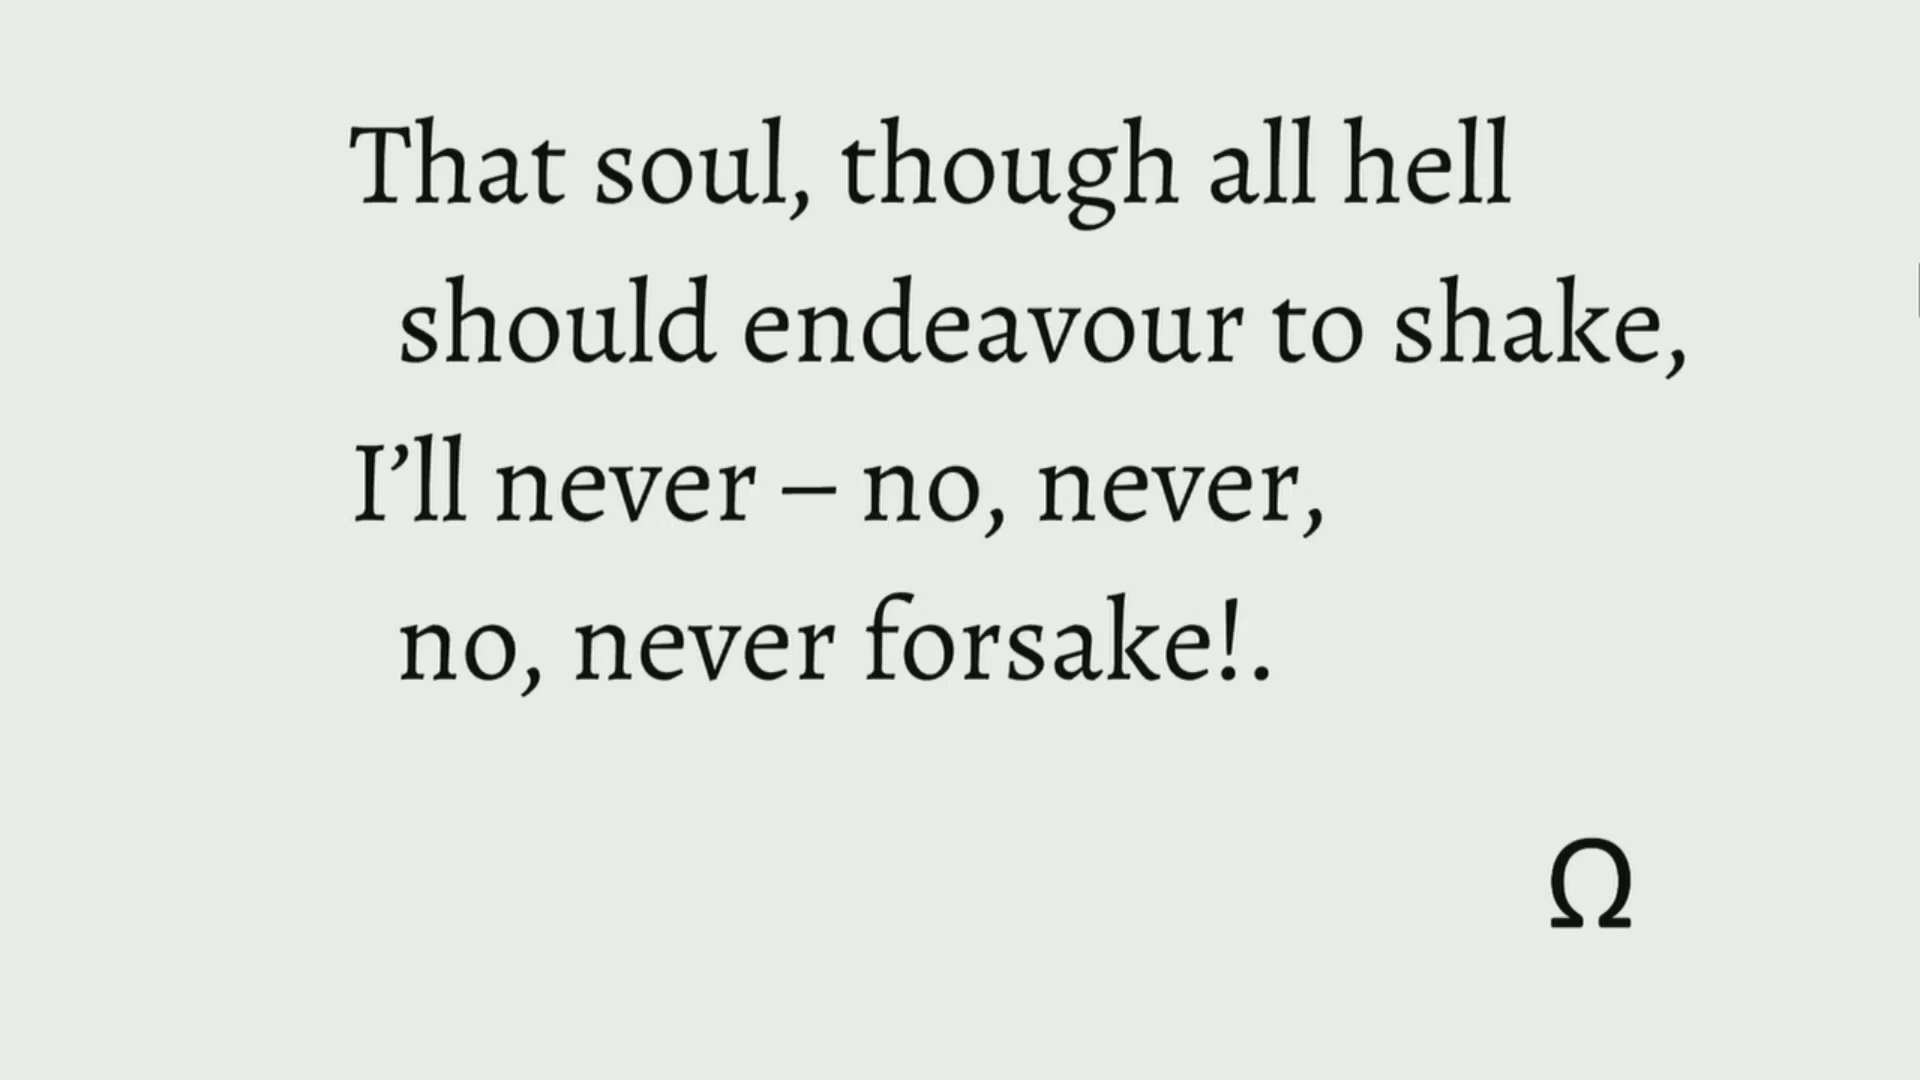 That soul, though all hell
should endeavour to shake,
I’ll never – no, never,
no, never forsake!.
Ω